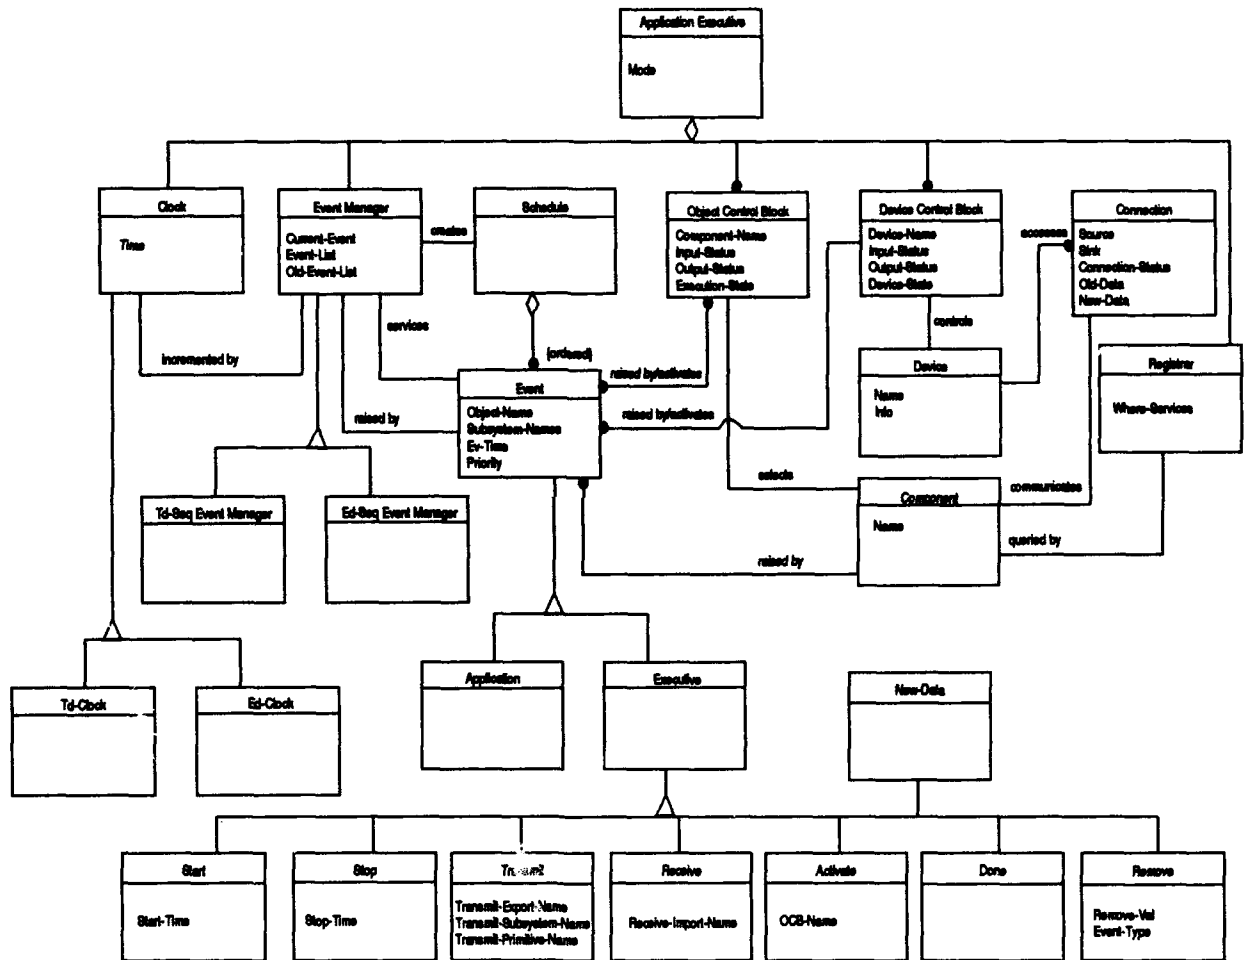 Application Executive
Mode
Clock
Time
Event Manager
Current-Event
Event-List
Old-Event-List
creates
Schedule
Object Control Block
Component-Name
Input-Status
Output-Status
Execution-State
Device Control Block
Device-Name
Input-Status
Output-Status
Device-State
accesses
Connection
Source
Sink
Connection-Status
Old-Data
New-Data
incremented by
services
{ordered}
controls
raised by/activates
raised by/activates
raised by
Event
Object-Name
Subsystem-Names
Ev-Time
Priority
Device
Name
Info
Registrar
Where-Services
selects
Component
Name
communicates
queried by
raised by
Td-Seq Event Manager
Ed-Seq Event Manager
Td-Clock
Ed-Clock
Application
Executive
New-Data
Start
Start-Time
Stop
Stop-Time
Transmit
Transmit-Export-Name
Transmit-Subsystem-Name
Transmit-Primitive-Name
Receive
Receive-Import-Name
Activate
OCB-Name
Done
Remove
Remove-Val
Event-Type